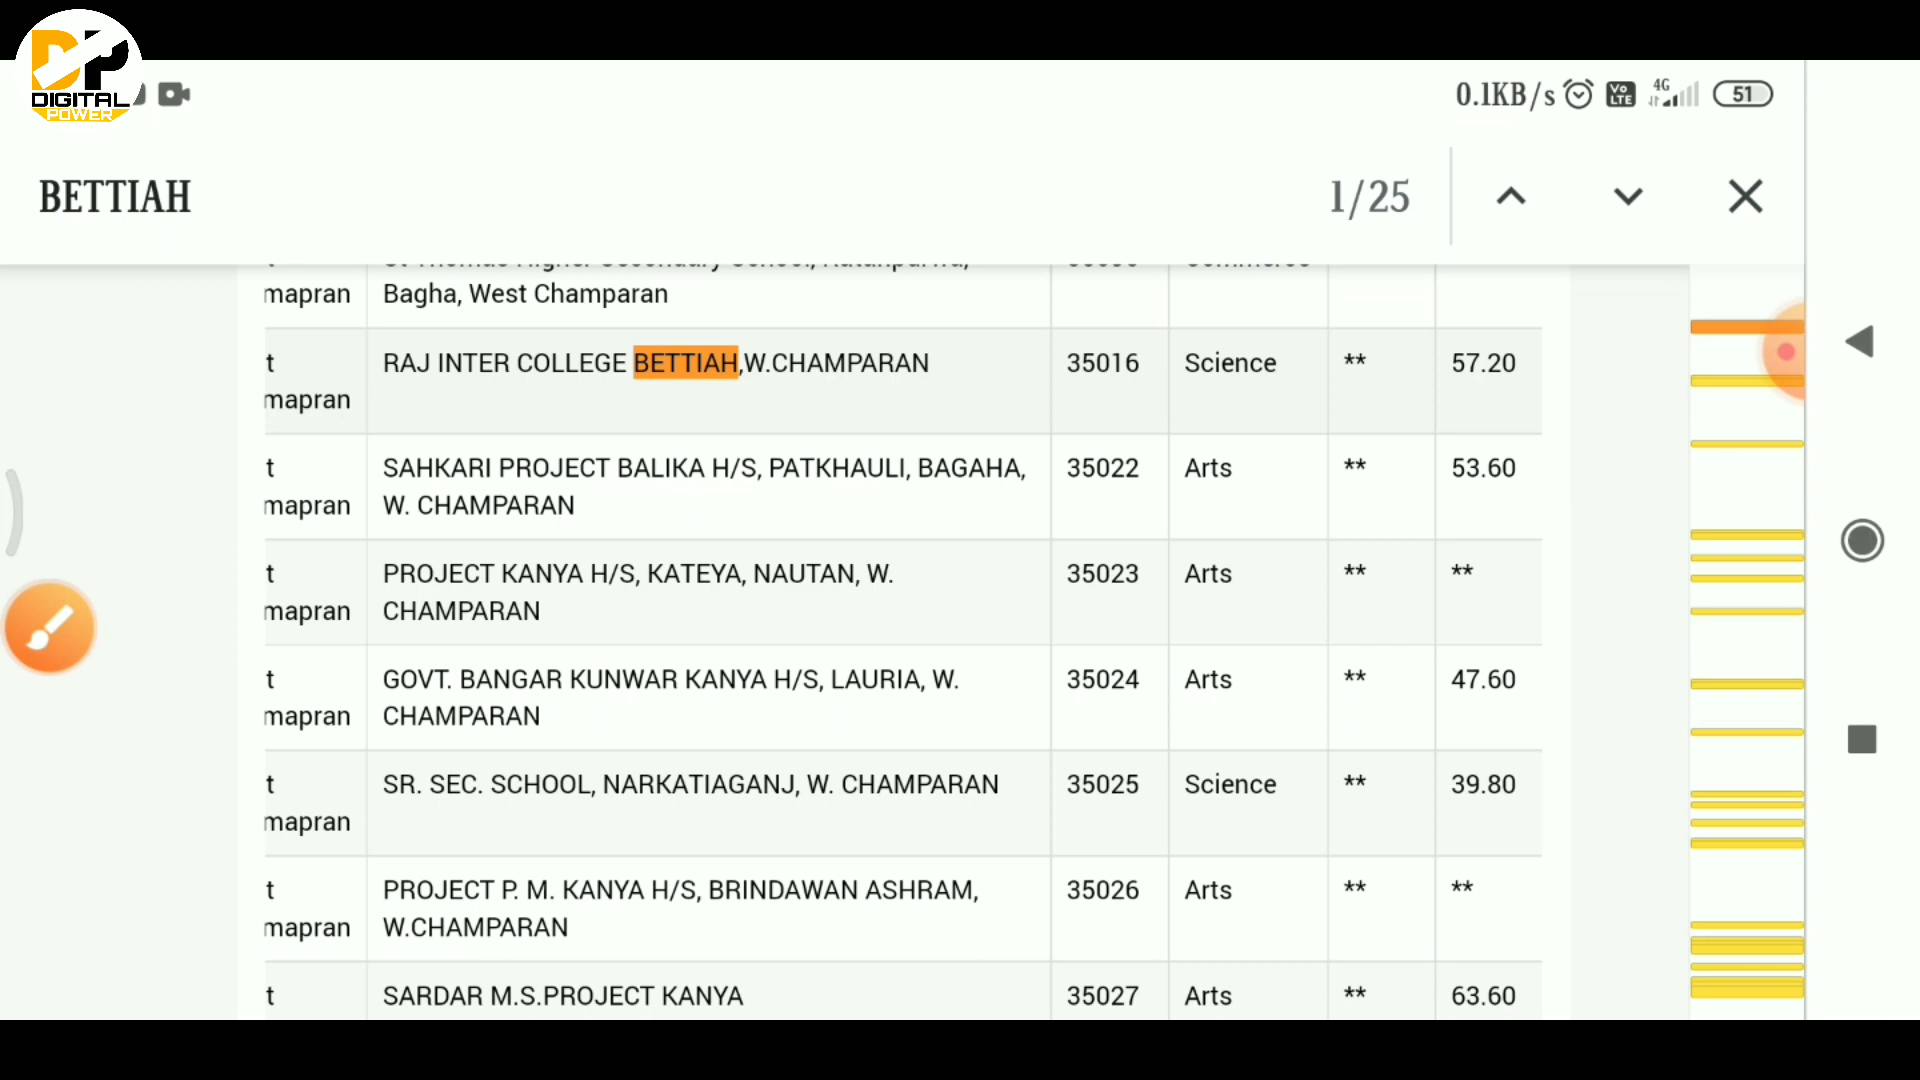 DP
DIGITAL
POWER
0.1KB/s Vo LTE 4G 51
BETTIAH 1/25
mapran Bagha, West Champaran
t RAJ INTER COLLEGE BETTIAH,W.CHAMPARAN 35016 Science ** 57.20
mapran
t SAHKARI PROJECT BALIKA H/S, PATKHAULI, BAGAHA, 35022 Arts ** 53.60
mapran W. CHAMPARAN
t PROJECT KANYA H/S, KATEYA, NAUTAN, W. 35023 Arts ** **
mapran CHAMPARAN
t GOVT. BANGAR KUNWAR KANYA H/S, LAURIA, W. 35024 Arts ** 47.60
mapran CHAMPARAN
t SR. SEC. SCHOOL, NARKATIAGANJ, W. CHAMPARAN 35025 Science ** 39.80
mapran
t PROJECT P. M. KANYA H/S, BRINDAWAN ASHRAM, 35026 Arts ** **
mapran W.CHAMPARAN
t SARDAR M.S.PROJECT KANYA 35027 Arts ** 63.60